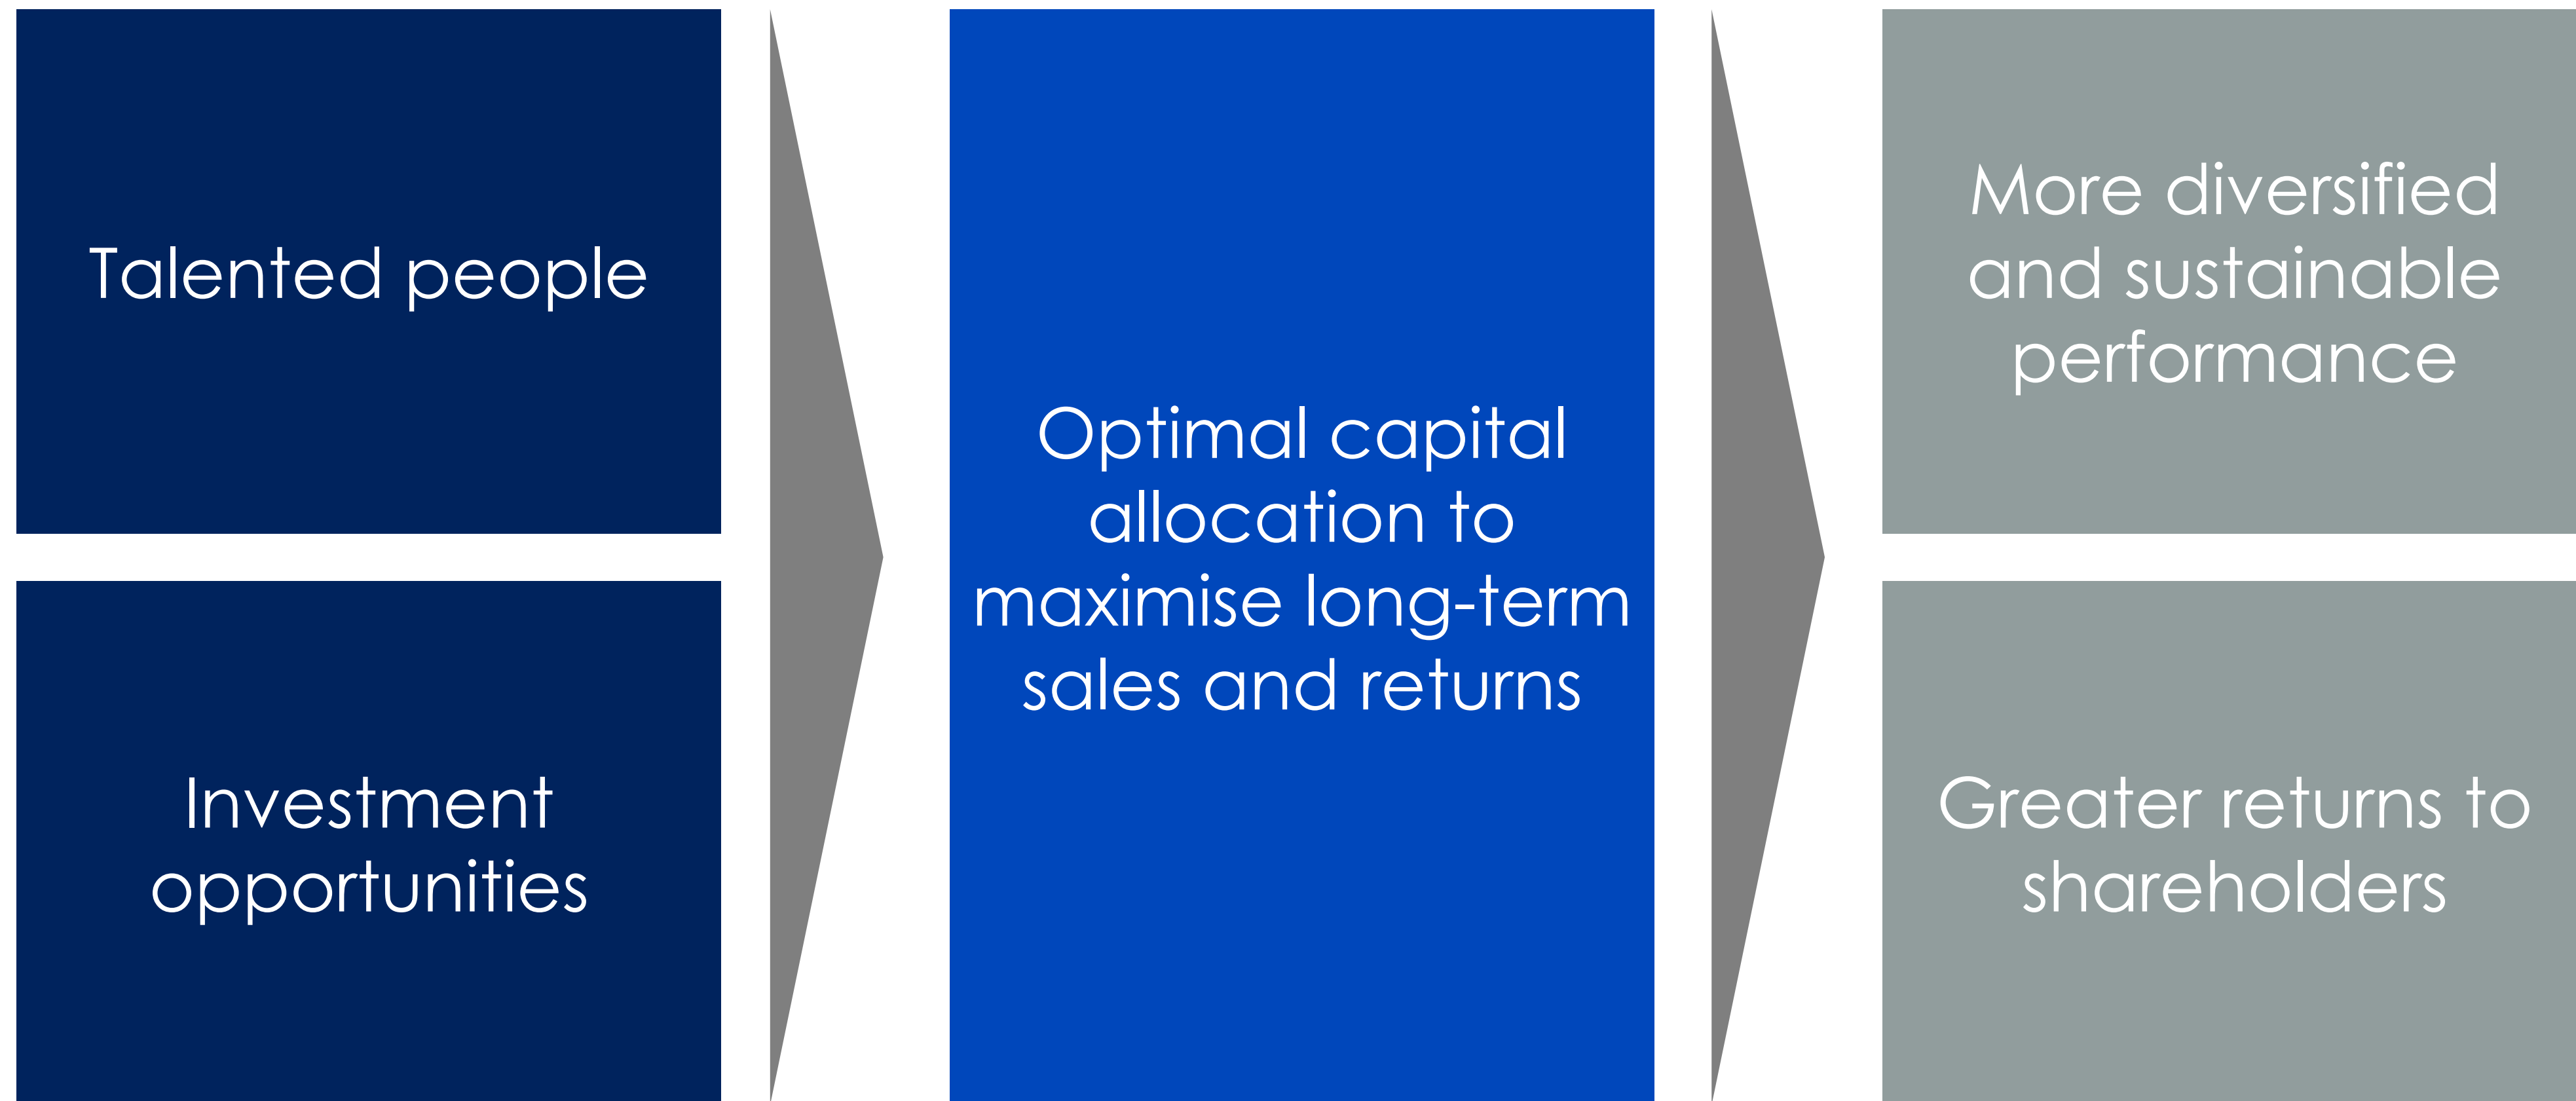 Talented people
Investment
opportunities
Optimal capital
allocation to
maximise long-term
sales and returns
More diversified
and sustainable
performance
Greater returns to
shareholders